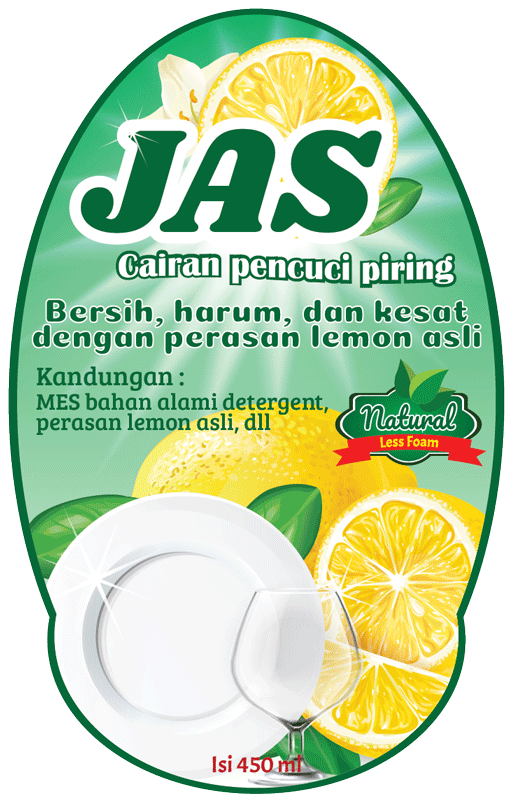 JAS
Cairan pencuci piring
Bersih, harum, dan kesat
dengan perasan lemon asli
Kandungan :
MES bahan alami detergent,
perasan lemon asli, dll
Natural
Less Foam
Isi 450 ml